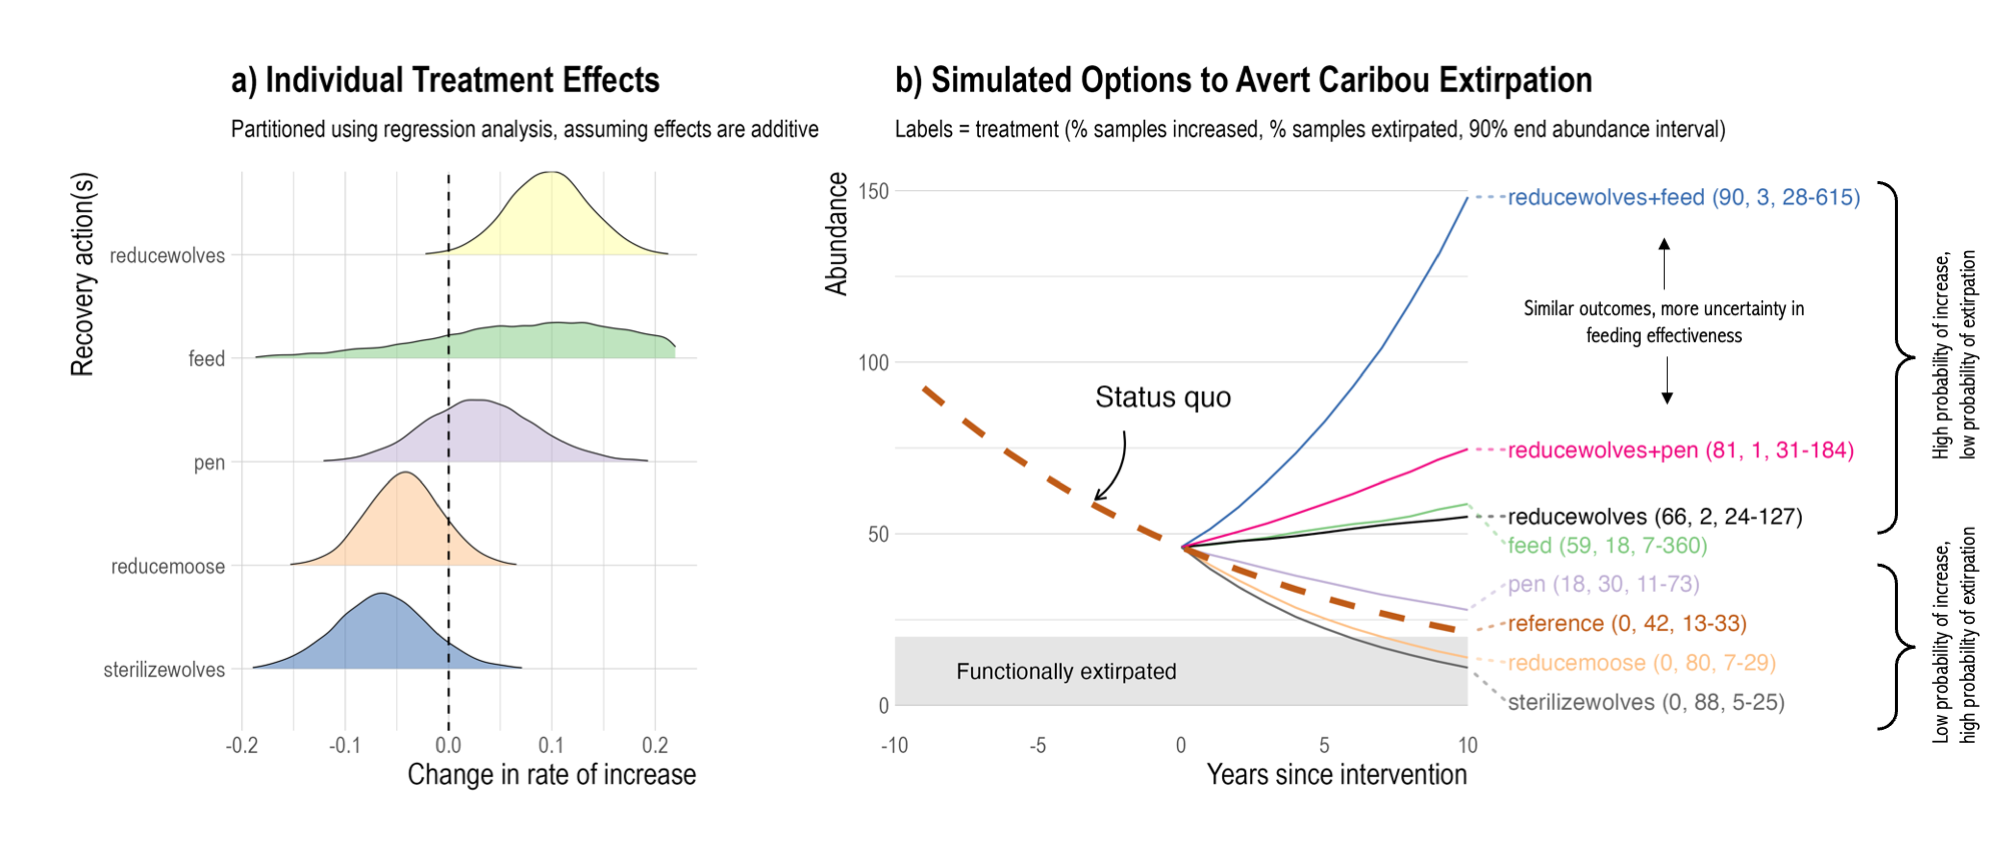 a) Individual Treatment Effects
Partitioned using regression analysis, assuming effects are additive
Recovery action(s)
reducewolves
feed
pen
reducemoose
sterilizewolves
-0.2
-0.1
0.0
0.1
0.2
Change in rate of increase
b) Simulated Options to Avert Caribou Extirpation
Labels = treatment (% samples increased, % samples extirpated, 90% end abundance interval)
Abundance
150
100
50
0
Status quo
Functionally extirpated
-10
-5
0
5
10
Years since intervention
reducewolves+feed (90, 3, 28-615)
Similar outcomes, more uncertainty in
feeding effectiveness
reducewolves+pen (81, 1, 31-184)
reducewolves (66, 2, 24-127)
feed (59, 18, 7-360)
pen (18, 30, 11-73)
reference (0, 42, 13-33)
reducemoose (0, 80, 7-29)
sterilizewolves (0, 88, 5-25)
High probability of increase,
low probability of extirpation
Low probability of increase,
high probability of extirpation